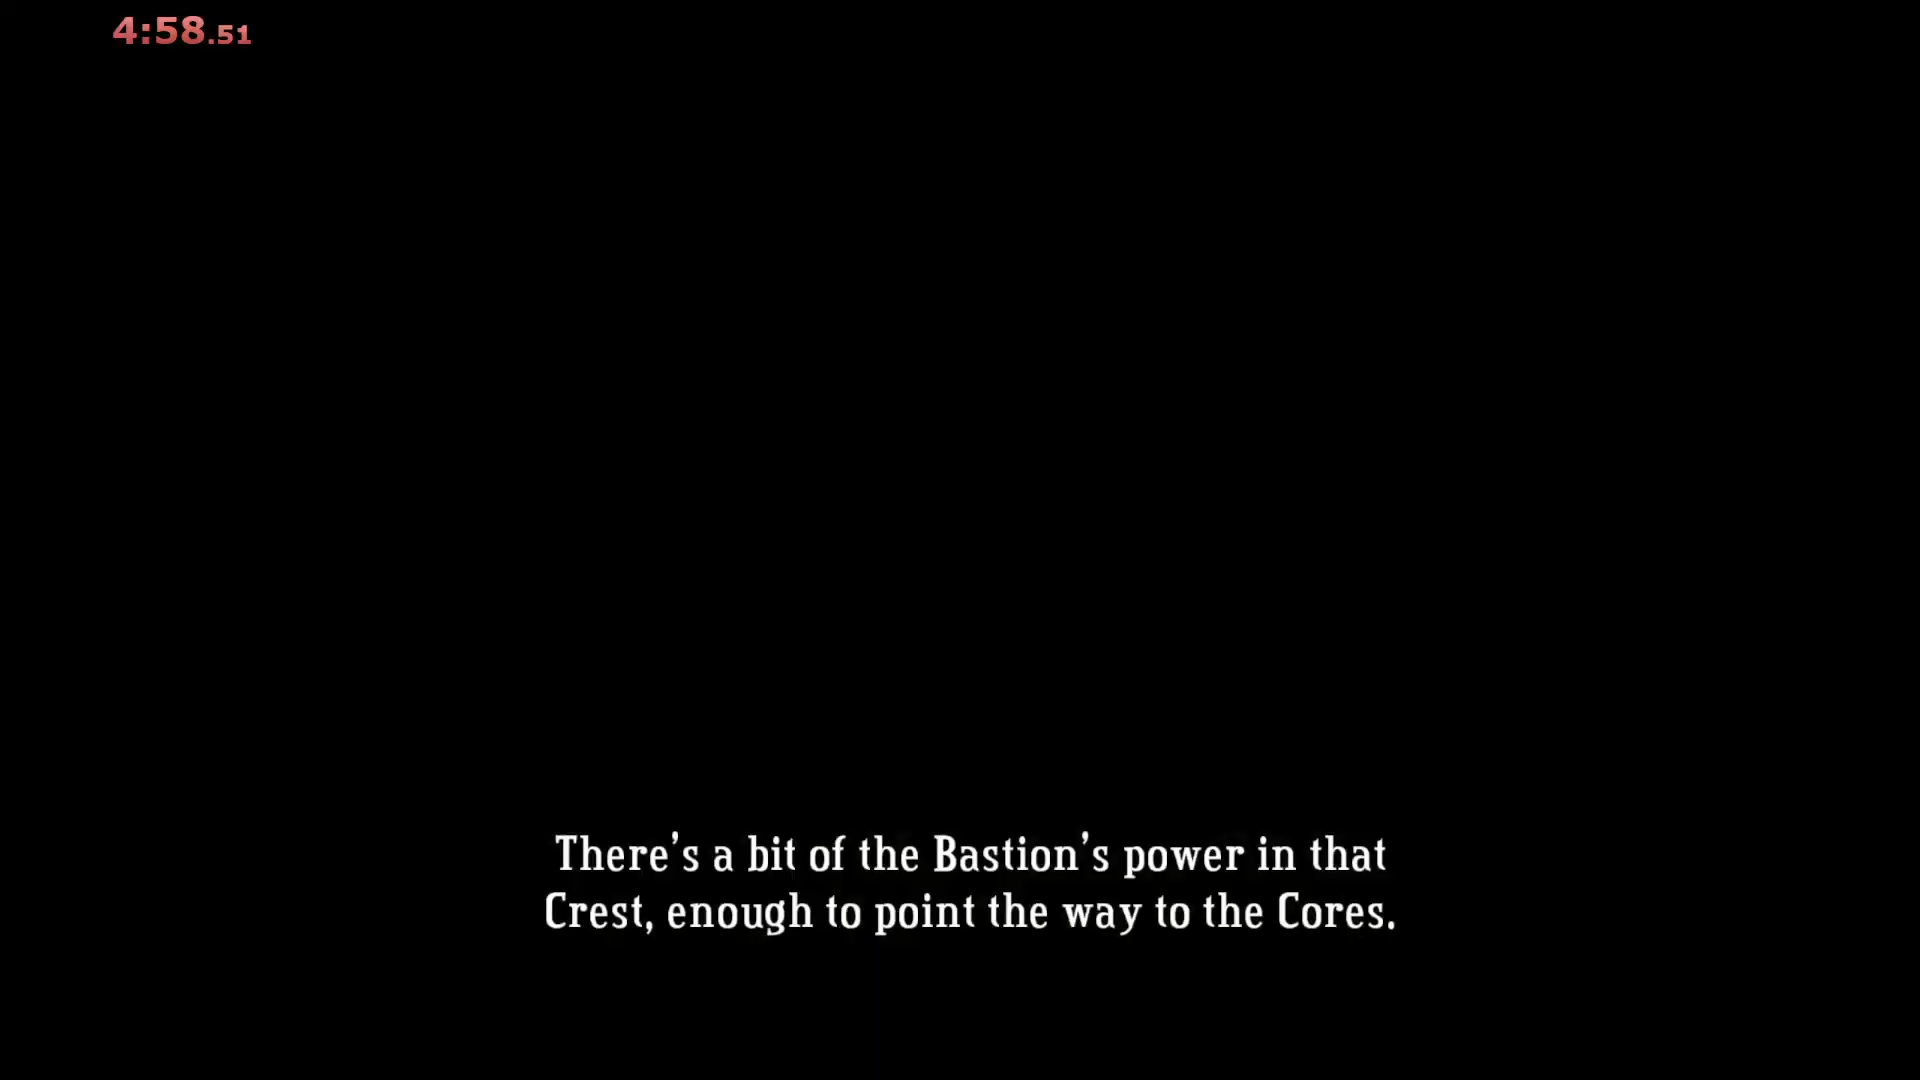 4:58.51
There’s a bit of the Bastion’s power in that
Crest, enough to point the way to the Cores.